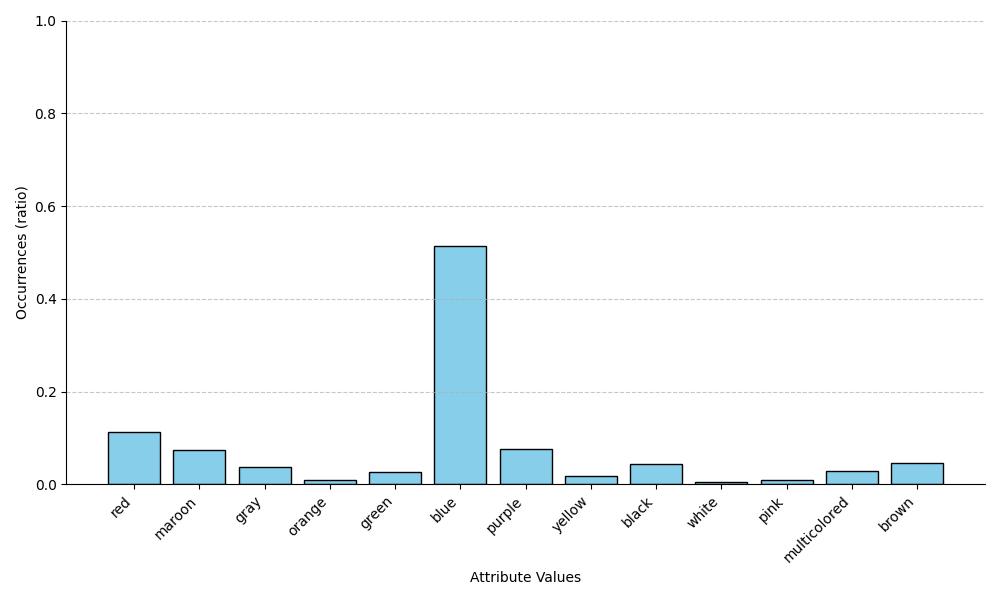 1.0
0.8
0.6
0.4
0.2
0.0
Occurrences (ratio)
red
maroon
gray
orange
green
blue
purple
yellow
black
white
pink
multicolored
brown
Attribute Values